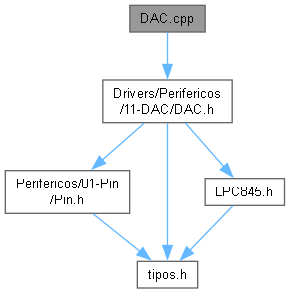 DAC.cpp
Drivers/Perifericos
/11-DAC/DAC.h
Perifericos/01-Pin
/Pin.h
LPC845.h
tipos.h